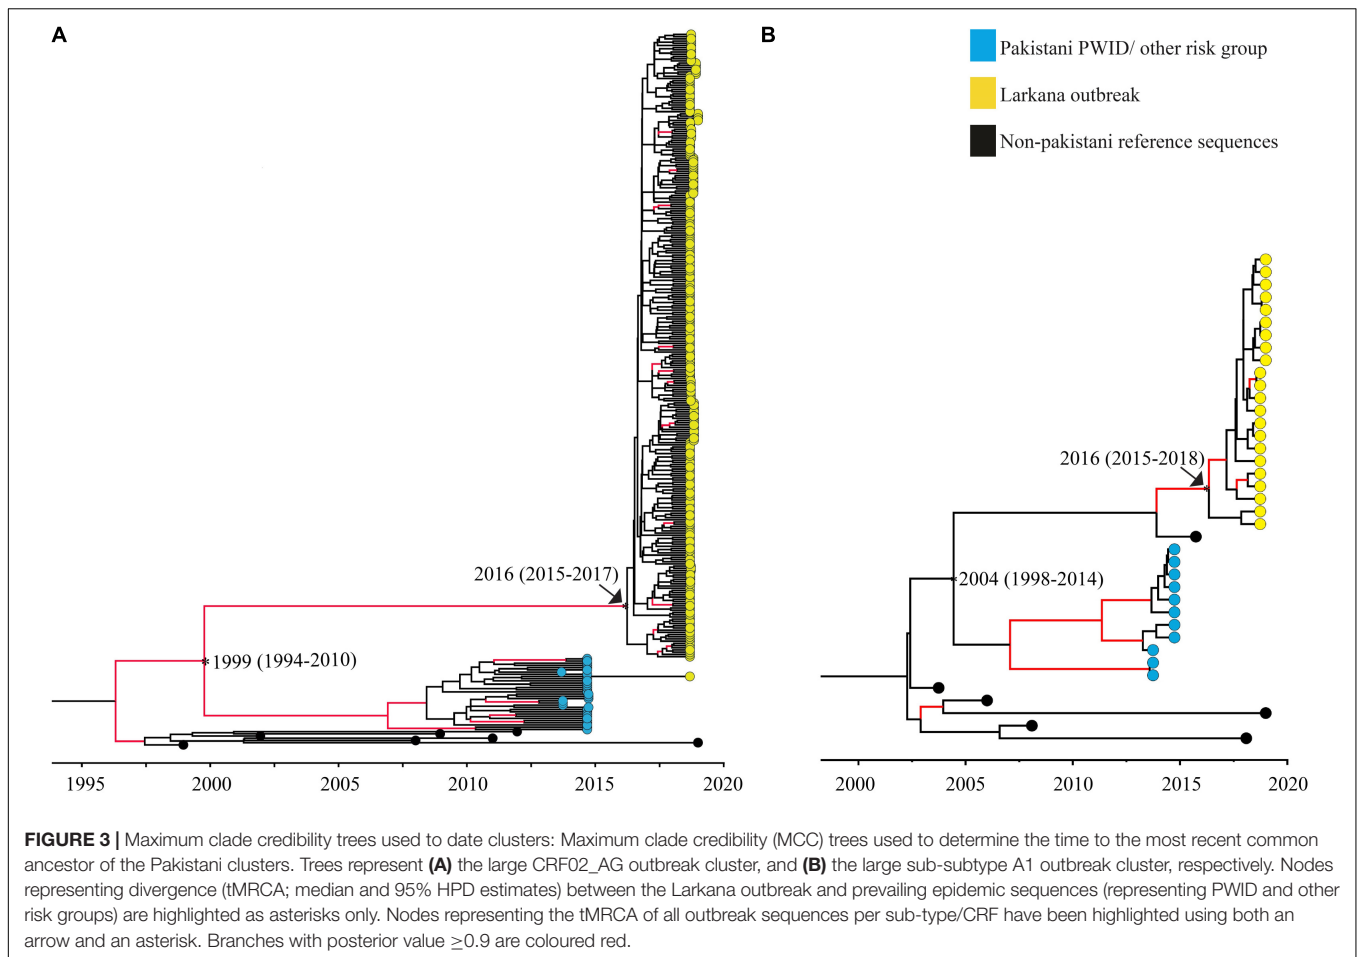 A
B
Pakistani PWID/ other risk group
Larkana outbreak
Non-pakistani reference sequences
2016 (2015-2018)
2016 (2015-2017)
2004 (1998-2014)
*1999 (1994-2010)
1995 2000 2005 2010 2015 2020
2000 2005 2010 2015 2020
FIGURE 3 | Maximum clade credibility trees used to date clusters: Maximum clade credibility (MCC) trees used to determine the time to the most recent common
ancestor of the Pakistani clusters. Trees represent (A) the large CRF02_AG outbreak cluster, and (B) the large sub-subtype A1 outbreak cluster, respectively. Nodes
representing divergence (tMRCA; median and 95% HPD estimates) between the Larkana outbreak and prevailing epidemic sequences (representing PWID and other
risk groups) are highlighted as asterisks only. Nodes representing the tMRCA of all outbreak sequences per sub-type/CRF have been highlighted using both an
arrow and an asterisk. Branches with posterior value ≥0.9 are coloured red.